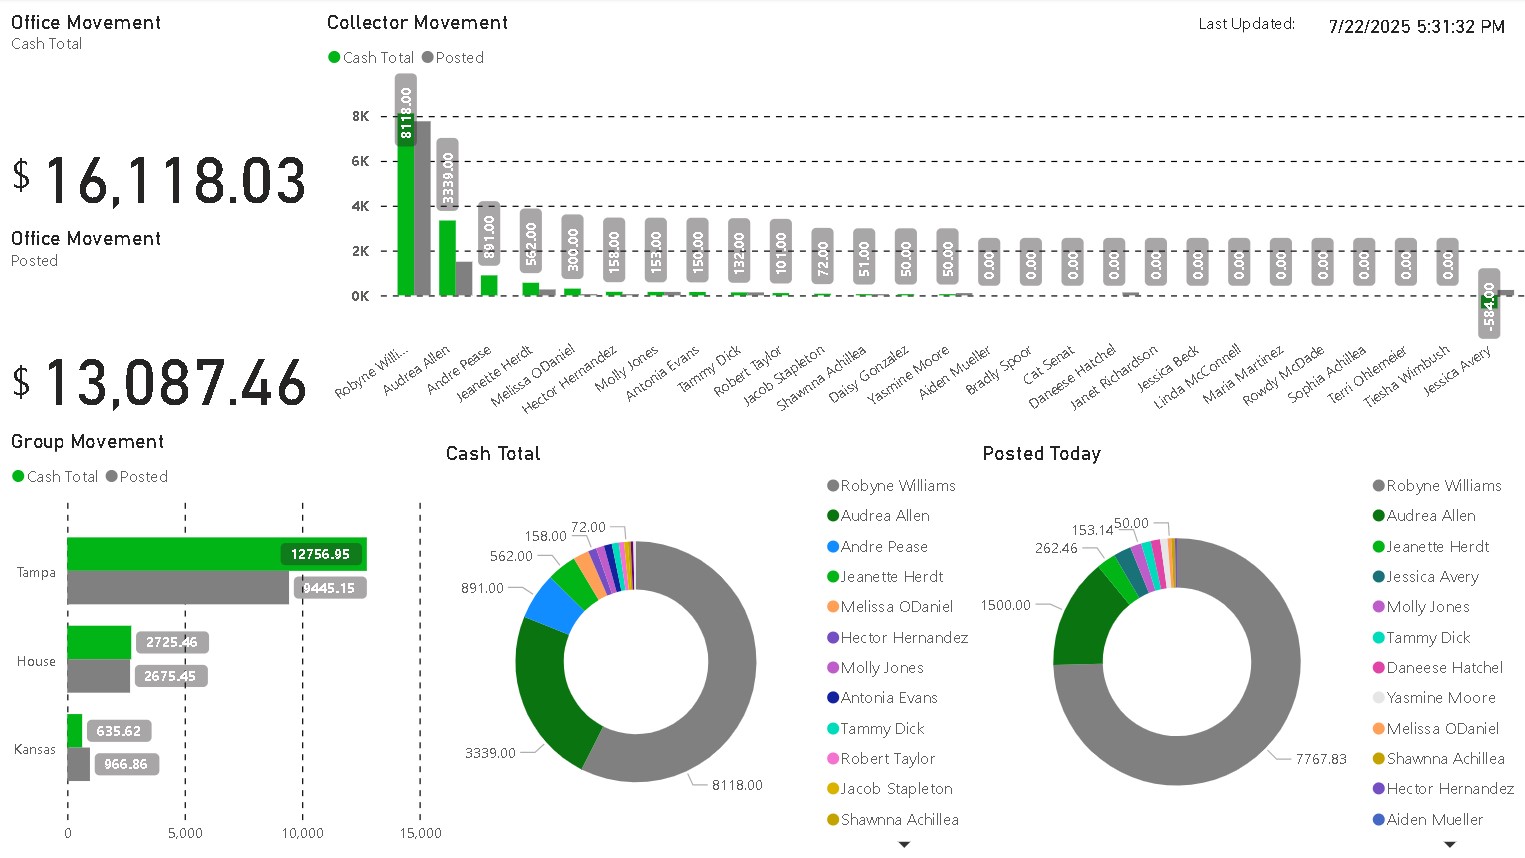 Office Movement
Cash Total
$ 16,118.03
Office Movement
Posted
$ 13,087.46
Collector Movement
Cash Total Posted
Last Updated: 7/22/2025 5:31:32 PM
8K
6K
4K
2K
0K
8118.00
3339.00
891.00
562.00
300.00
158.00
153.00
150.00
132.00
101.00
72.00
51.00
50.00
50.00
0.00
0.00
0.00
0.00
0.00
0.00
0.00
0.00
0.00
0.00
0.00
0.00
-584.00
Robyne Willi...
Audrea Allen
Andre Pease
Jeanette Herdt
Melissa ODaniel
Hector Hernandez
Molly Jones
Antonia Evans
Tammy Dick
Robert Taylor
Jacob Stapleton
Shawnna Achillea
Daisy Gonzalez
Yasmine Moore
Aiden Mueller
Bradly Spoor
Cat Senat
Daneese Hatchel
Janet Richardson
Jessica Beck
Linda McConnell
Maria Martinez
Rowdy McDade
Sophia Achillea
Terri Ohlemeier
Tiesha Wimbush
Jessica Avery
Group Movement
Cash Total Posted
Tampa
12756.95
9445.15
House
2725.46
2675.45
Kansas
635.62
966.86
0
5,000
10,000
15,000
Cash Total
72.00
158.00
562.00
891.00
3339.00
8118.00
Robyne Williams
Audrea Allen
Andre Pease
Jeanette Herdt
Melissa ODaniel
Hector Hernandez
Molly Jones
Antonia Evans
Tammy Dick
Robert Taylor
Jacob Stapleton
Shawnna Achillea
Posted Today
50.00
153.14
262.46
1500.00
7767.83
Robyne Williams
Audrea Allen
Jeanette Herdt
Jessica Avery
Molly Jones
Tammy Dick
Daneese Hatchel
Yasmine Moore
Melissa ODaniel
Shawnna Achillea
Hector Hernandez
Aiden Mueller